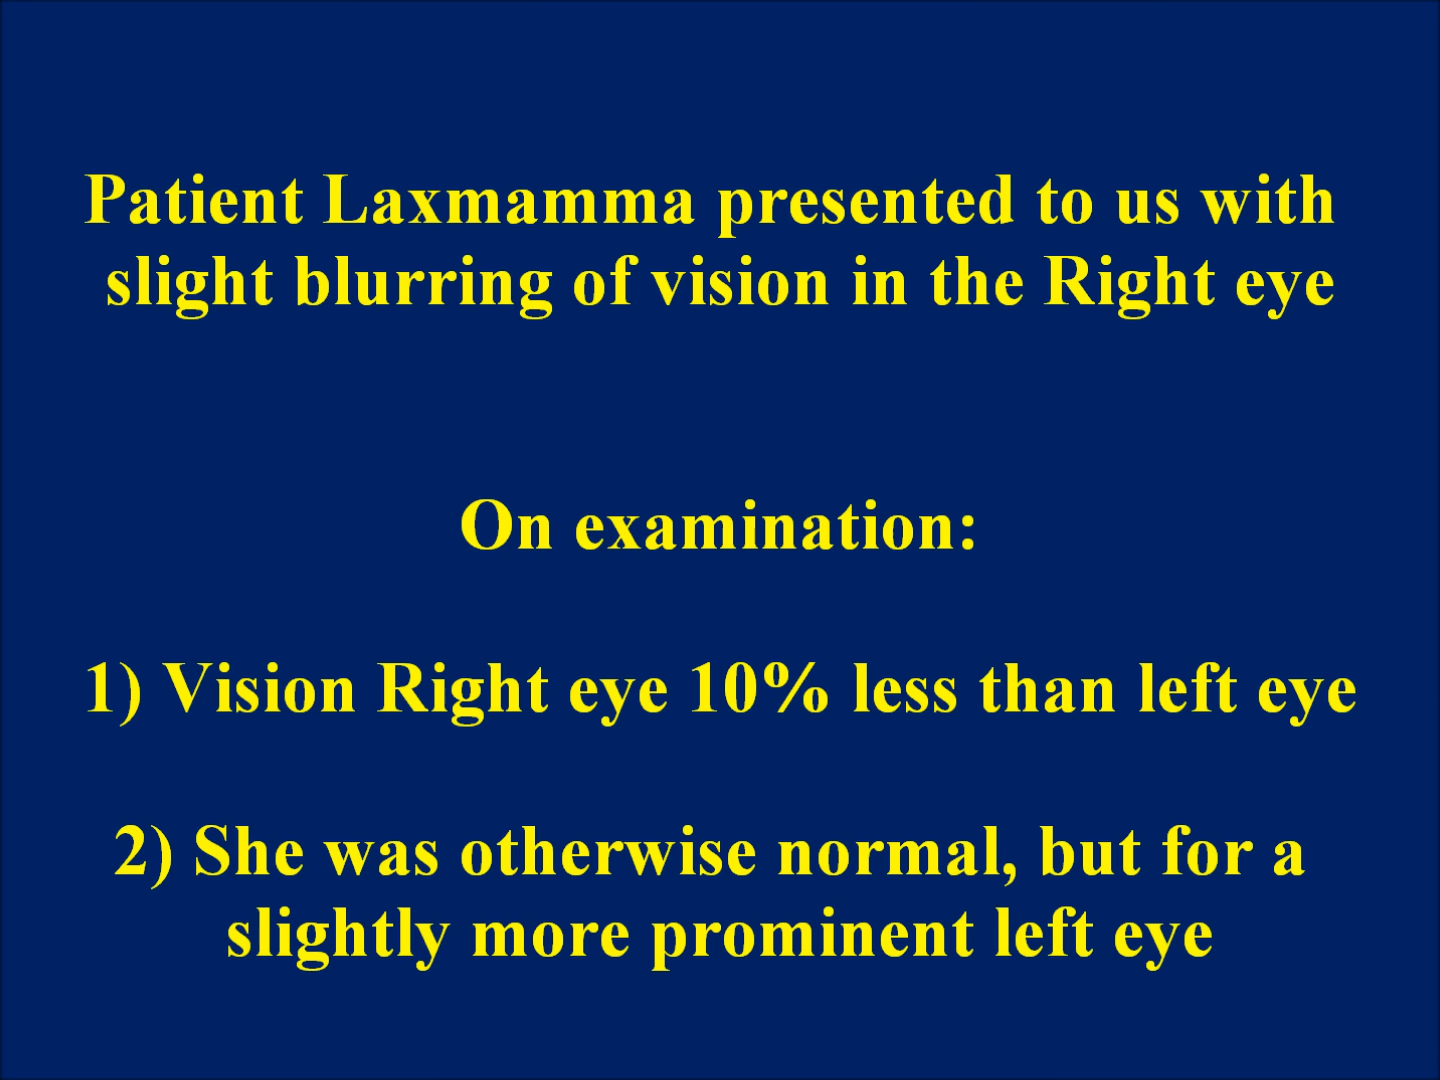 Patient Laxmamma presented to us with
slight blurring of vision in the Right eye
On examination:
1) Vision Right eye 10% less than left eye
2) She was otherwise normal, but for a
slightly more prominent left eye